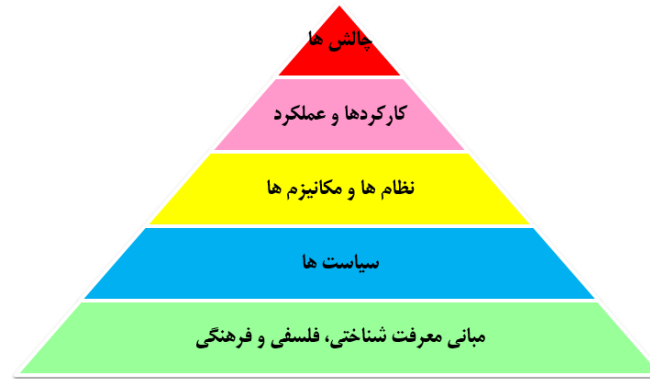 چالش ها
کارکردها و عملکرد
نظام ها و مکانیزم ها
سیاست ها
مبانی معرفت شناختی، فلسفی و فرهنگی